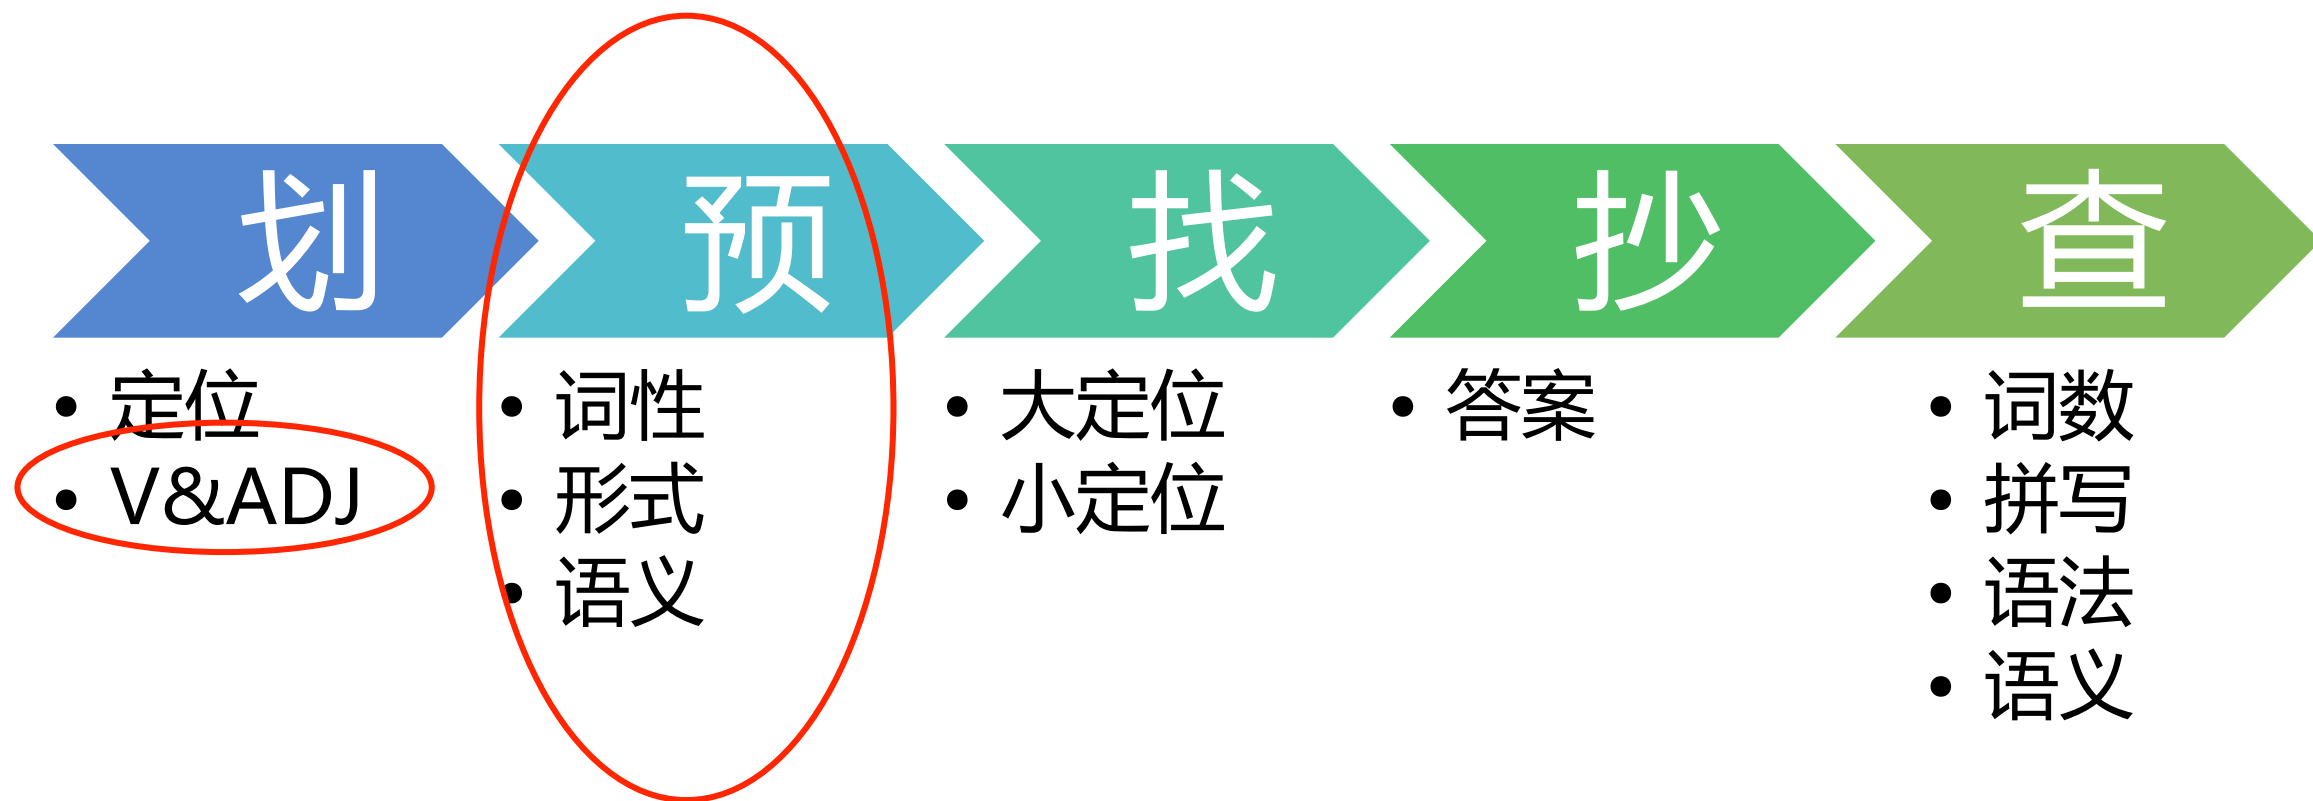 划
• 定位
• V&ADJ
预
• 词性
• 形式
• 语义
找
• 大定位
• 小定位
抄
• 答案
查
• 词数
• 拼写
• 语法
• 语义